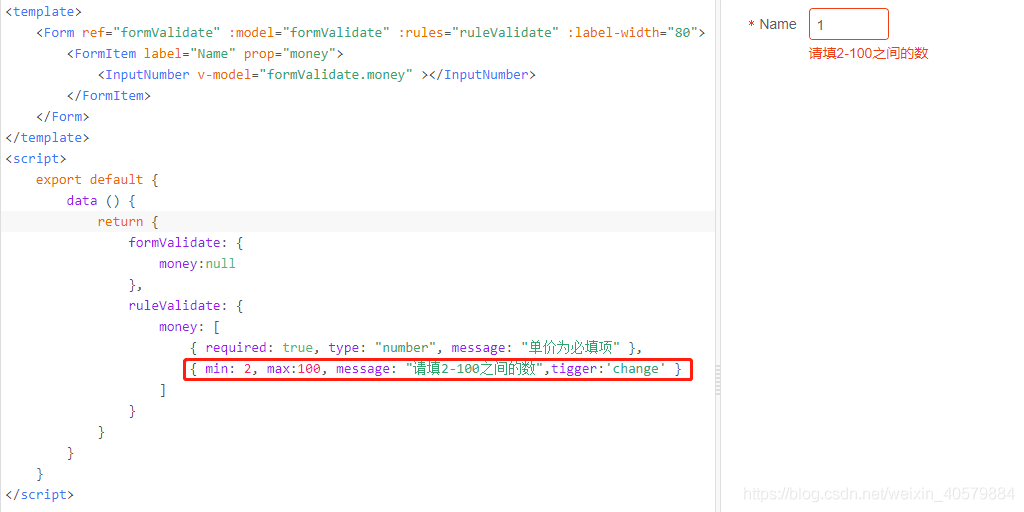 <template>
<Form ref="formValidate" :model="formValidate" :rules="ruleValidate" :label-width="80">
<FormItem label="Name" prop="money">
<InputNumber v-model="formValidate.money" ></InputNumber>
</FormItem>
</Form>
</template>
<script>
export default {
data () {
return {
formValidate: {
money:null
},
ruleValidate: {
money: [
{ required: true, type: "number", message: "单价为必填项" },
{ min: 2, max:100, message: "请填2-100之间的数",tigger:'change' }
]
}
}
}
}
</script>
* Name 1
请填2-100之间的数
https://blog.csdn.net/weixin_40579884